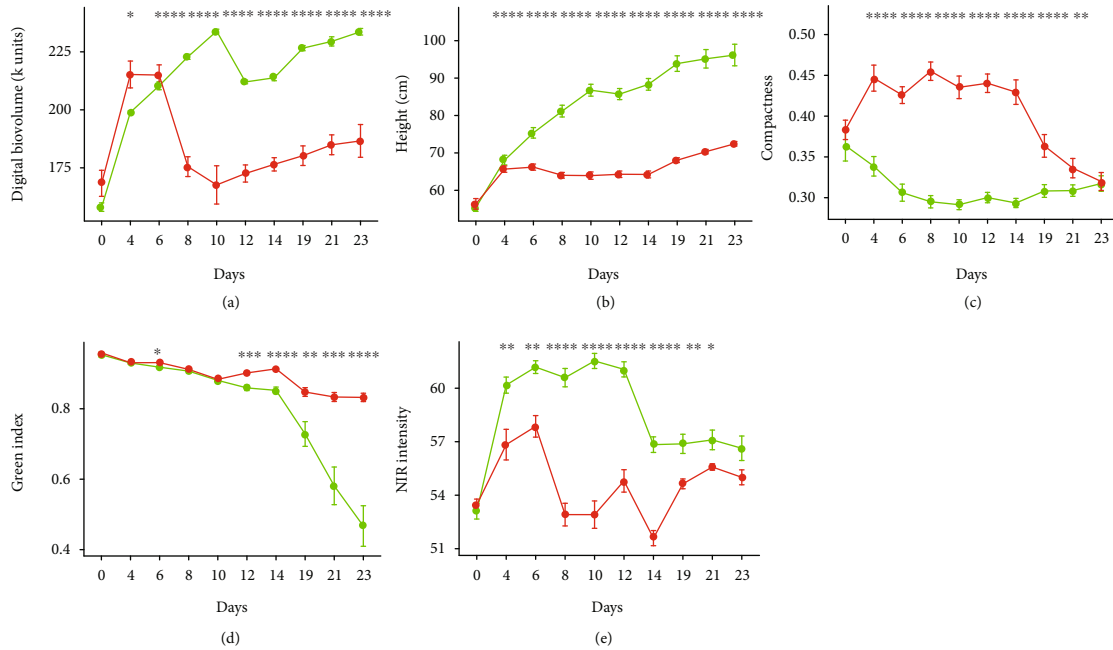 * **** **** **** **** **** **** ****
Digital biovolume (k units)
225
200
175
0 4 6 8 10 12 14 19 21 23
Days
(a)
**** **** **** **** **** **** **** **** ****
Height (cm)
100
90
80
70
60
0 4 6 8 10 12 14 19 21 23
Days
(b)
**** **** **** **** **** **** **** **
Compactness
0.50
0.45
0.40
0.35
0.30
0 4 6 8 10 12 14 19 21 23
Days
(c)
* *** **** ** *** ****
Green index
0.8
0.6
0.4
0 4 6 8 10 12 14 19 21 23
Days
(d)
** ** **** **** **** **** ** *
NIR intensity
60
57
54
51
0 4 6 8 10 12 14 19 21 23
Days
(e)